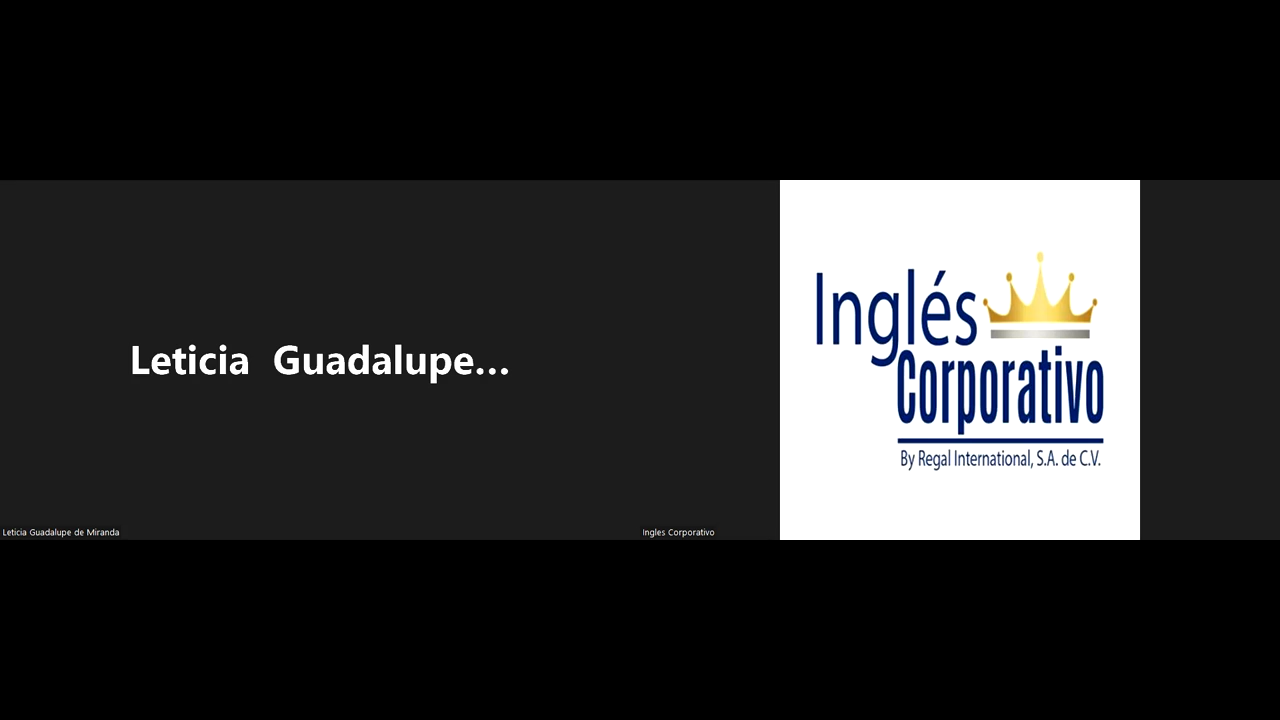 Leticia  Guadalupe...
Leticia Guadalupe de Miranda
Inglés
Corporativo
By Regal International, S.A. de C.V.
Ingles Corporativo